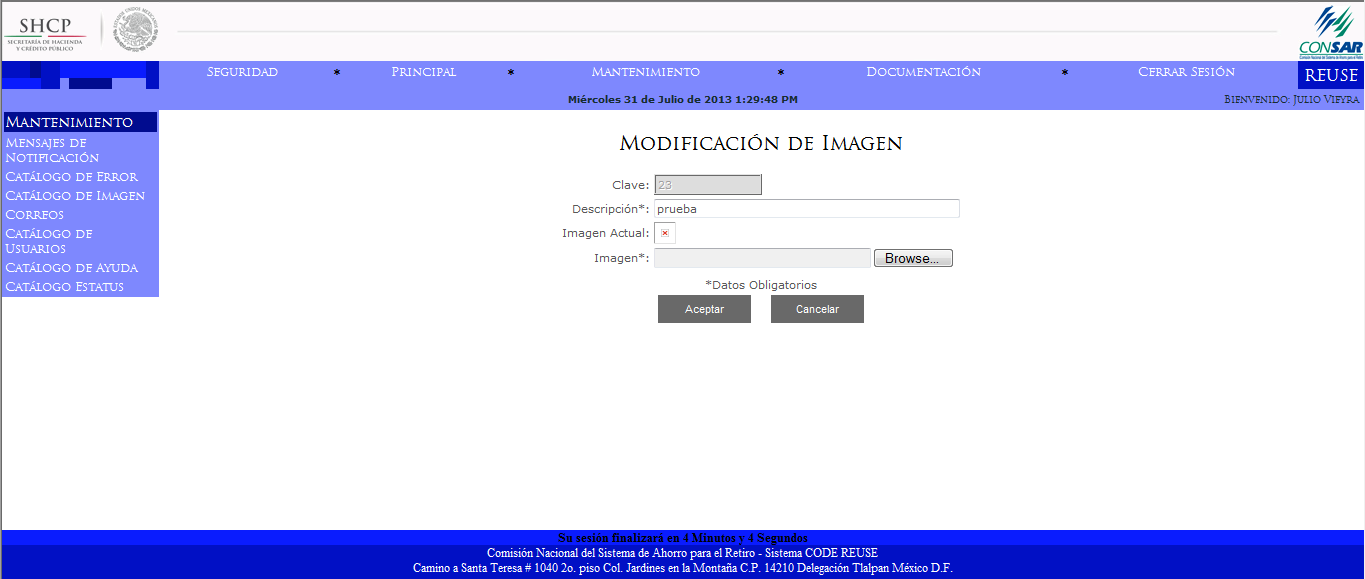 SHCP
SECRETARÍA DE HACIENDA
Y CRÉDITO PÚBLICO
ESTADOS UNIDOS MEXICANOS
CONSAR
Comisión Nacional del Sistema de Ahorro para el Retiro
Seguridad * Principal * Mantenimiento * Documentación * Cerrar Sesión
REUSE
Miércoles 31 de Julio de 2013 1:29:48 PM
Bienvenido: Julio Vieyra
Mantenimiento
Mensajes de
Notificación
Catálogo de Error
Catálogo de Imagen
Correos
Catálogo de
Usuarios
Catálogo de Ayuda
Catálogo Estatus
Modificación de Imagen
Clave: 23
Descripción*: prueba
Imagen Actual:
Imagen*: Browse...
*Datos Obligatorios
Aceptar Cancelar
Su sesión finalizará en 4 Minutos y 4 Segundos
Comisión Nacional del Sistema de Ahorro para el Retiro - Sistema CODE REUSE
Camino a Santa Teresa # 1040 2o. piso Col. Jardines en la Montaña C.P. 14210 Delegación Tlalpan México D.F.